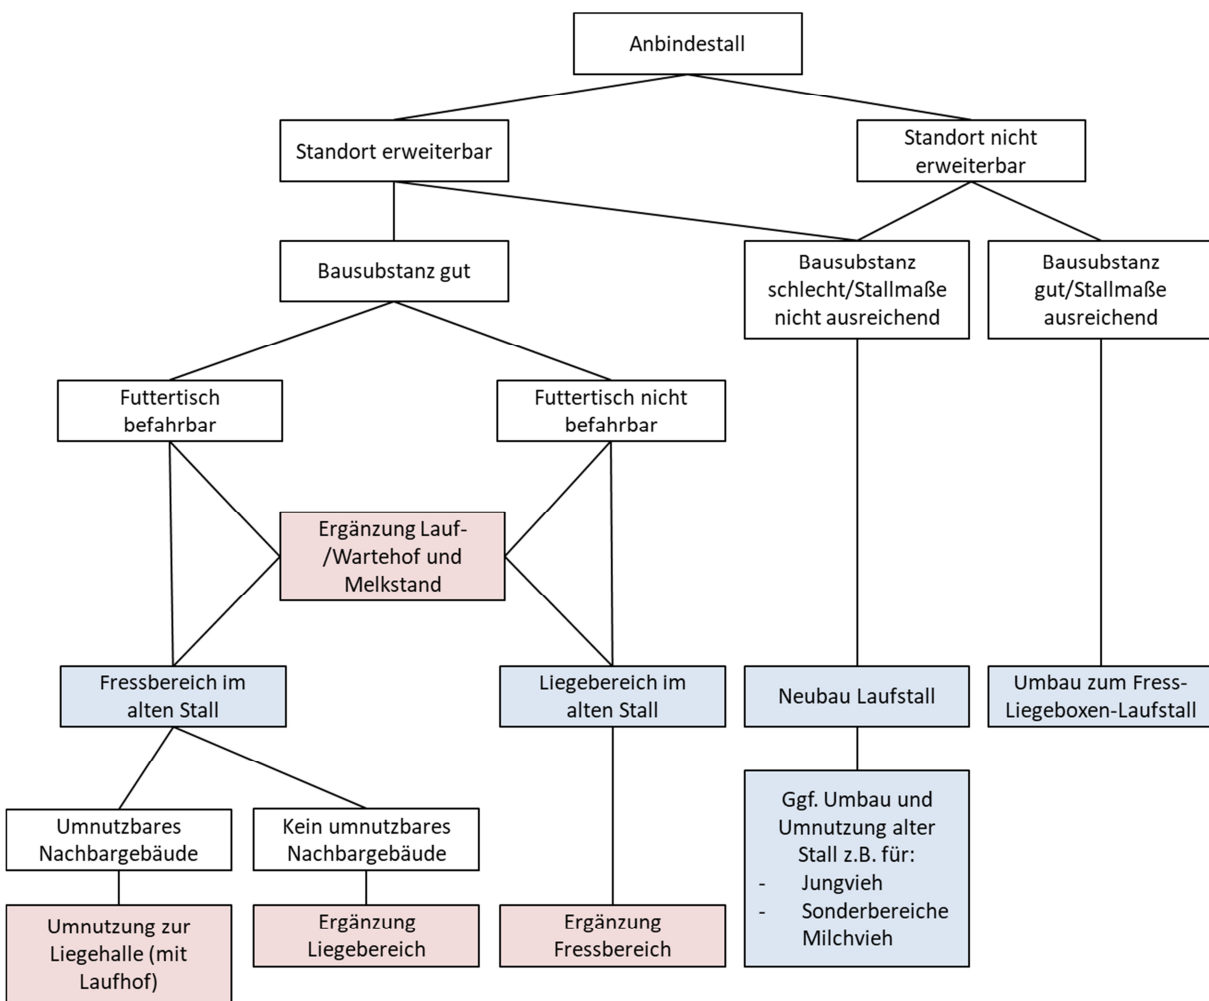 Anbindestall
Standort erweiterbar
Standort nicht
erweiterbar
Bausubstanz gut
Bausubstanz
schlecht/Stallmaße
nicht ausreichend
Bausubstanz
gut/Stallmaße
ausreichend
Futtertisch
befahrbar
Futtertisch nicht
befahrbar
Ergänzung Lauf-
/Wartehof und
Melkstand
Fressbereich im
alten Stall
Liegebereich im
alten Stall
Neubau Laufstall
Umbau zum Fress-
Liegeboxen-Laufstall
Umnutzbares
Nachbargebäude
Kein umnutzbares
Nachbargebäude
Ggf. Umbau und
Umnutzung alter
Stall z.B. für:
- Jungvieh
- Sonderbereiche
Milchvieh
Umnutzung zur
Liegehalle (mit
Laufhof)
Ergänzung
Liegebereich
Ergänzung
Fressbereich